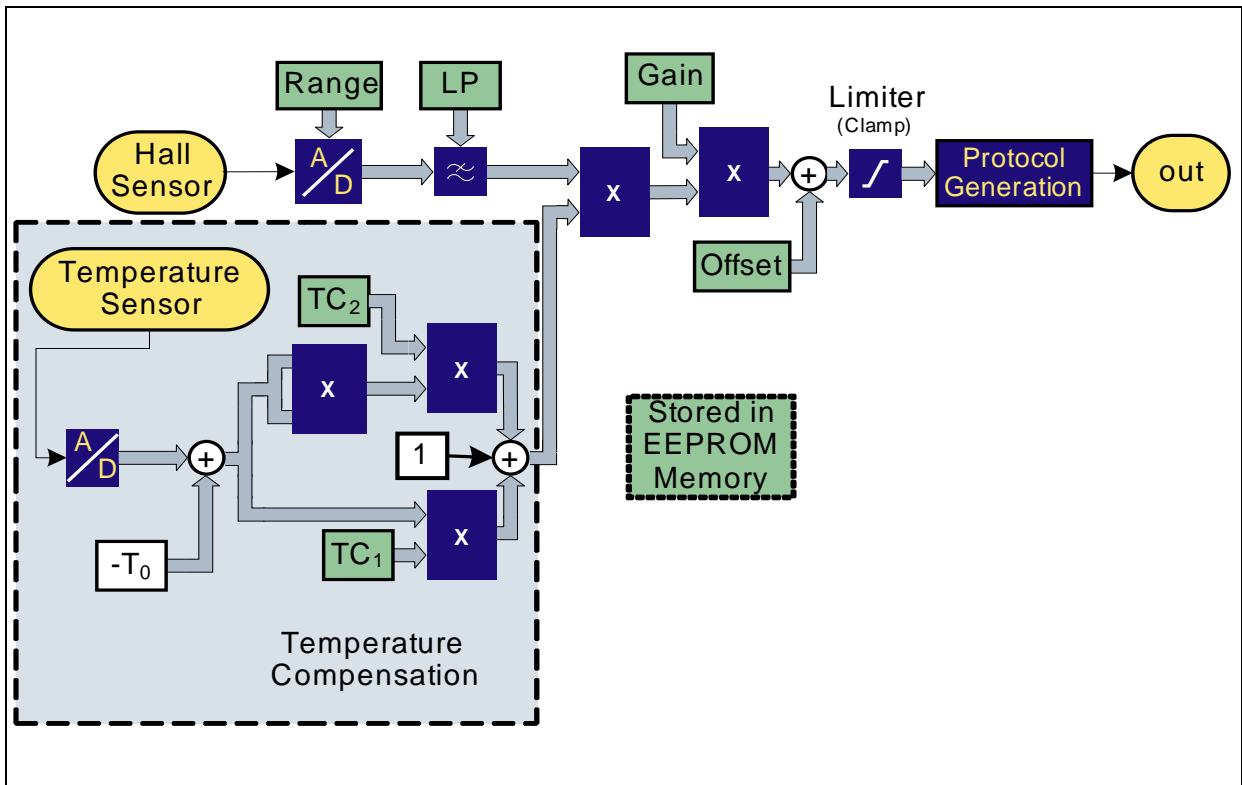 Range
LP
Gain
Limiter
(Clamp)
Hall
Sensor
A
D
X
X
+
Protocol
Generation
out
Offset
Temperature
Sensor
TC2
X
X
A
D
+
1
+
X
TC1
-T0
Stored in
EEPROM
Memory
Temperature
Compensation